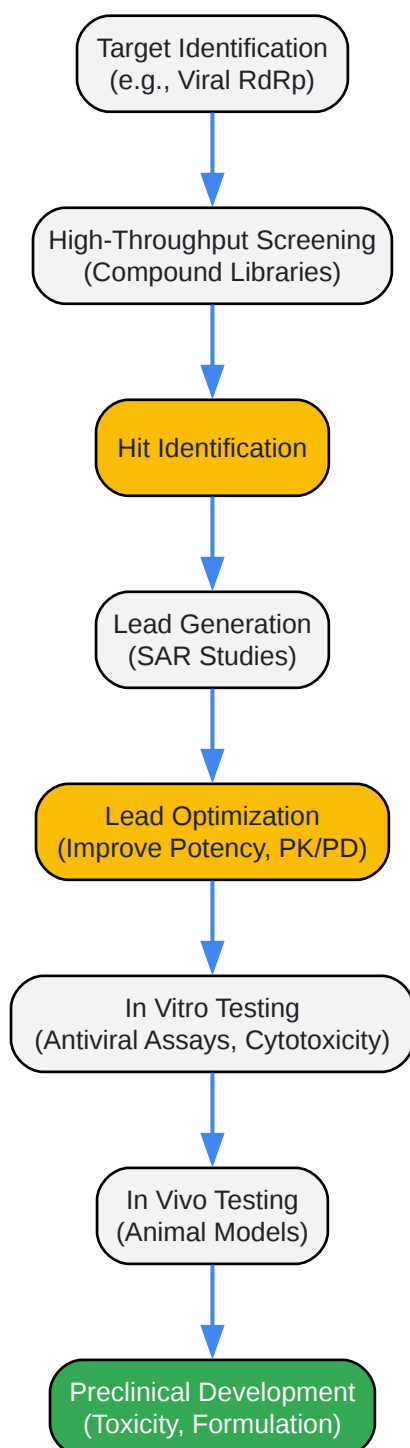 Target Identification
(e.g., Viral RdRp)
High-Throughput Screening
(Compound Libraries)
Hit Identification
Lead Generation
(SAR Studies)
Lead Optimization
(Improve Potency, PK/PD)
In Vitro Testing
(Antiviral Assays, Cytotoxicity)
In Vivo Testing
(Animal Models)
Preclinical Development
(Toxicity, Formulation)